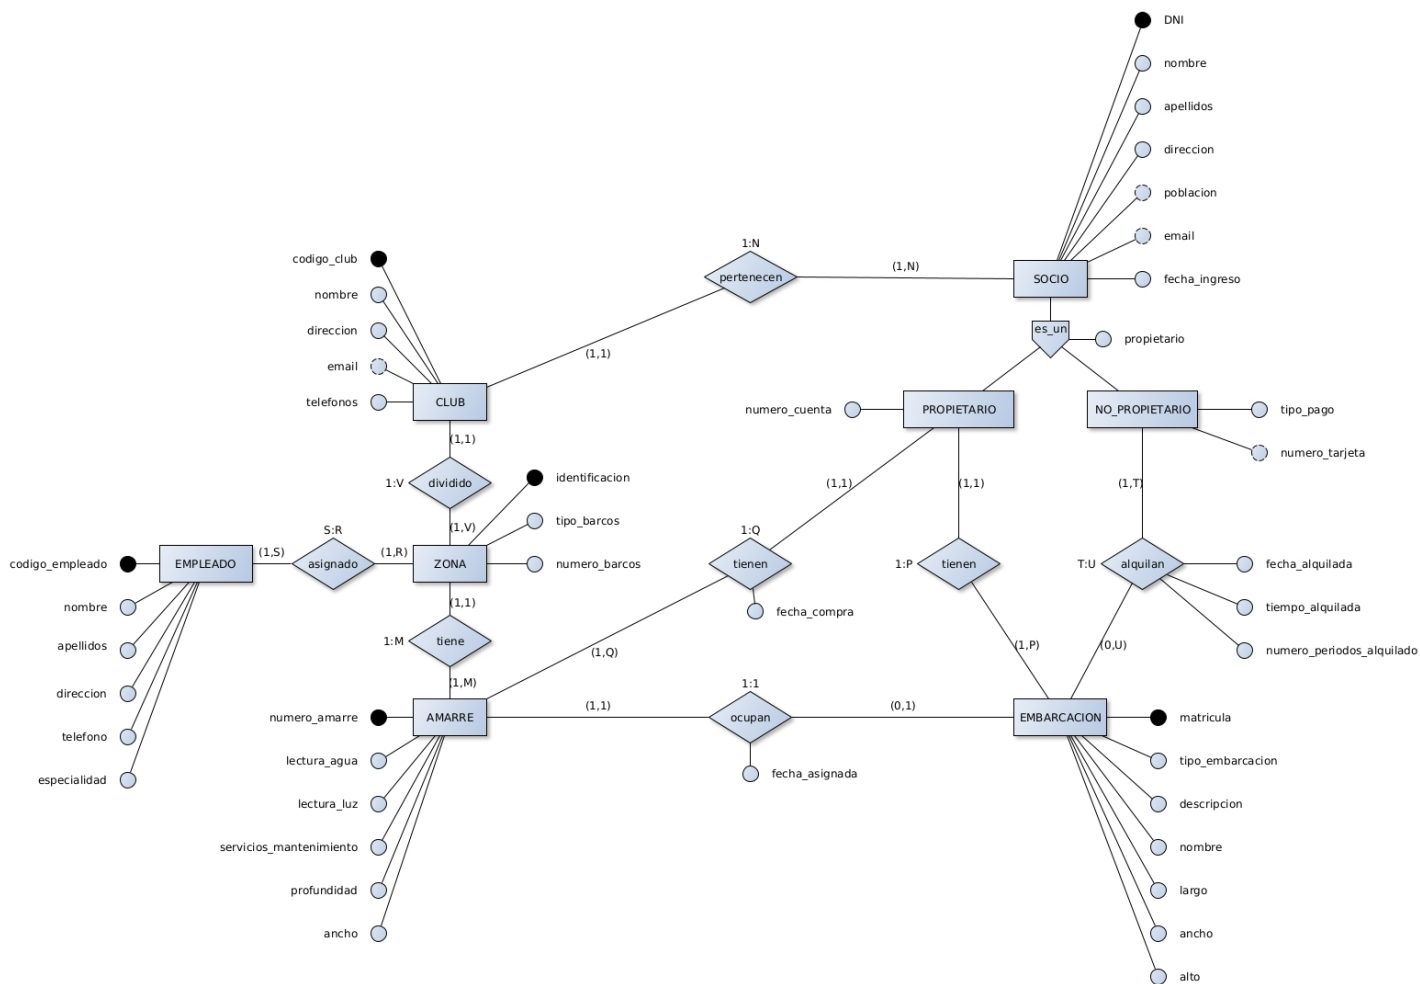 DNI
nombre
apellidos
direccion
poblacion
email
fecha_ingreso
SOCIO
es_un
propietario
1:N
pertenecen
(1,N)
(1,1)
codigo_club
nombre
direccion
email
telefonos
CLUB
(1,1)
1:V
dividido
(1,V)
identificacion
tipo_barcos
numero_barcos
ZONA
numero_cuenta
PROPIETARIO
NO_PROPIETARIO
tipo_pago
numero_tarjeta
(1,1)
(1,1)
(1,T)
S:R
(1,S)
asignado
(1,R)
codigo_empleado
EMPLEADO
nombre
apellidos
direccion
telefono
especialidad
(1,1)
1:M
tiene
(1,M)
1:Q
tienen
fecha_compra
(1,Q)
1:P
tienen
(1,P)
T:U
alquilan
fecha_alquilada
tiempo_alquilada
numero_periodos_alquilado
(0,U)
numero_amarre
AMARRE
lectura_agua
lectura_luz
servicios_mantenimiento
profundidad
ancho
(1,1)
1:1
ocupan
(0,1)
fecha_asignada
EMBARCACION
matricula
tipo_embarcacion
descripcion
nombre
largo
ancho
alto